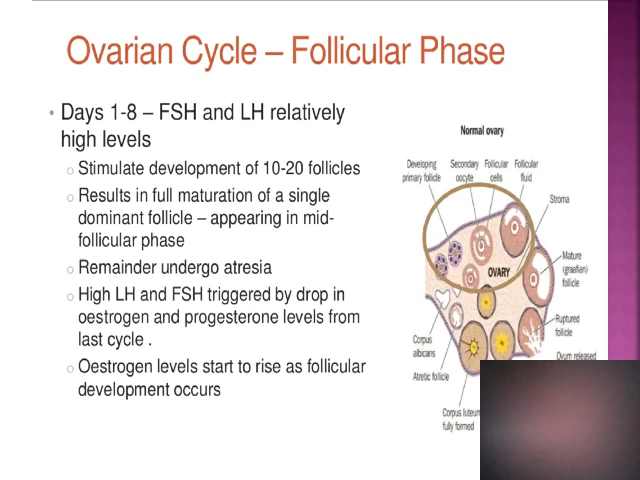 Ovarian Cycle – Follicular Phase
• Days 1-8 – FSH and LH relatively
high levels
o Stimulate development of 10-20 follicles
o Results in full maturation of a single
dominant follicle – appearing in mid-
follicular phase
o Remainder undergo atresia
o High LH and FSH triggered by drop in
oestrogen and progesterone levels from
last cycle .
o Oestrogen levels start to rise as follicular
development occurs
Normal ovary
Developing
primary follicle
Secondary
oocyte
Follicular
cells
Follicular
fluid
Stroma
OVARY
Mature
(graafian)
follicle
Ruptured
follicle
Ovum released
Corpus
albicans
Atretic follicle
Corpus luteum
fully formed